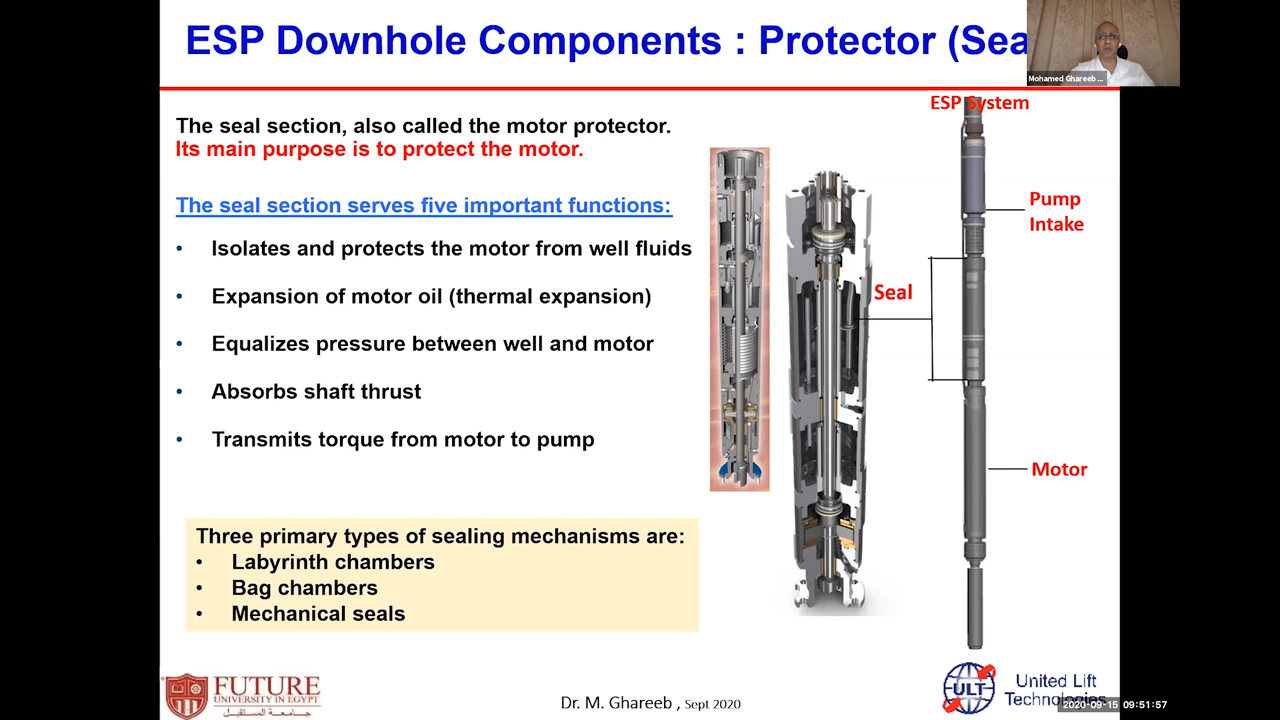 ESP Downhole Components : Protector (Sea
Mohamed Ghareeb ...
ESP System
The seal section, also called the motor protector.
Its main purpose is to protect the motor.
The seal section serves five important functions:
• Isolates and protects the motor from well fluids
• Expansion of motor oil (thermal expansion)
• Equalizes pressure between well and motor
• Absorbs shaft thrust
• Transmits torque from motor to pump
Pump
Intake
Seal
Motor
Three primary types of sealing mechanisms are:
• Labyrinth chambers
• Bag chambers
• Mechanical seals
FUTURE
UNIVERSITY IN EGYPT
جامعة المستقبل
Dr. M. Ghareeb , Sept 2020
ULT
United Lift
Technologies
2020-09-15 09:51:57